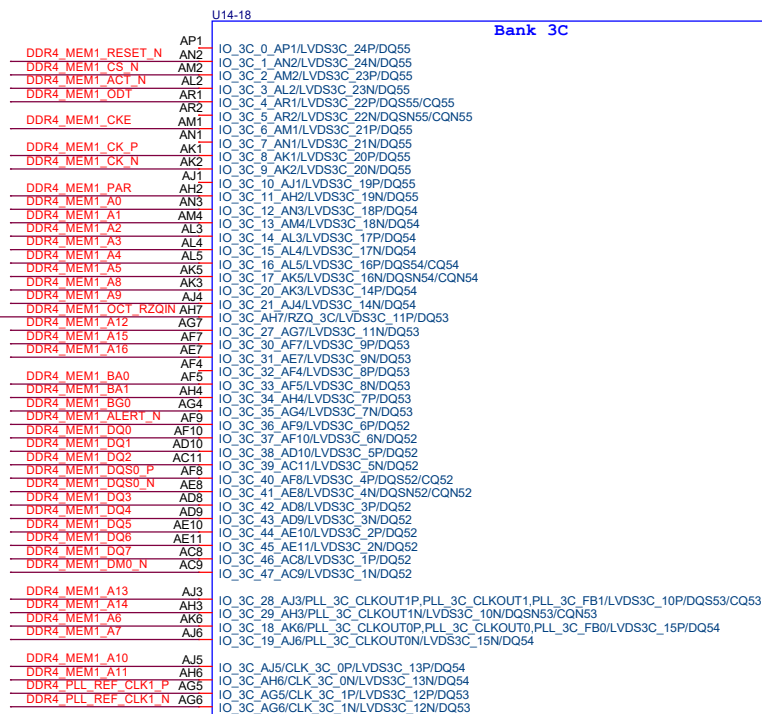 U14-18
Bank 3C
AP1 IO_3C_0_AP1/LVDS3C_24P/DQ55
DDR4_MEM1_RESET_N AN2 IO_3C_1_AN2/LVDS3C_24N/DQ55
DDR4_MEM1_CS_N AM2 IO_3C_2_AM2/LVDS3C_23P/DQ55
DDR4_MEM1_ACT_N AL2 IO_3C_3_AL2/LVDS3C_23N/DQ55
DDR4_MEM1_ODT AR1 IO_3C_4_AR1/LVDS3C_22P/DQS55/CQ55
AR2 IO_3C_5_AR2/LVDS3C_22N/DQSN55/CQN55
DDR4_MEM1_CKE AM1 IO_3C_6_AM1/LVDS3C_21P/DQ55
AN1 IO_3C_7_AN1/LVDS3C_21N/DQ55
DDR4_MEM1_CK_P AK1 IO_3C_8_AK1/LVDS3C_20P/DQ55
DDR4_MEM1_CK_N AK2 IO_3C_9_AK2/LVDS3C_20N/DQ55
AJ1 IO_3C_10_AJ1/LVDS3C_19P/DQ55
DDR4_MEM1_PAR AH2 IO_3C_11_AH2/LVDS3C_19N/DQ55
DDR4_MEM1_A0 AN3 IO_3C_12_AN3/LVDS3C_18P/DQ54
DDR4_MEM1_A1 AM4 IO_3C_13_AM4/LVDS3C_18N/DQ54
DDR4_MEM1_A2 AL3 IO_3C_14_AL3/LVDS3C_17P/DQ54
DDR4_MEM1_A3 AL4 IO_3C_15_AL4/LVDS3C_17N/DQ54
DDR4_MEM1_A4 AL5 IO_3C_16_AL5/LVDS3C_16P/DQS54/CQ54
DDR4_MEM1_A5 AK5 IO_3C_17_AK5/LVDS3C_16N/DQSN54/CQN54
DDR4_MEM1_A8 AK3 IO_3C_20_AK3/LVDS3C_14P/DQ54
DDR4_MEM1_A9 AJ4 IO_3C_21_AJ4/LVDS3C_14N/DQ54
DDR4_MEM1_OCT_RZQIN AH7 IO_3C_AH7/RZQ_3C/LVDS3C_11P/DQ53
DDR4_MEM1_A12 AG7 IO_3C_27_AG7/LVDS3C_11N/DQ53
DDR4_MEM1_A15 AF7 IO_3C_30_AF7/LVDS3C_9P/DQ53
DDR4_MEM1_A16 AE7 IO_3C_31_AE7/LVDS3C_9N/DQ53
AF4 IO_3C_32_AF4/LVDS3C_8P/DQ53
DDR4_MEM1_BA0 AF5 IO_3C_33_AF5/LVDS3C_8N/DQ53
DDR4_MEM1_BA1 AH4 IO_3C_34_AH4/LVDS3C_7P/DQ53
DDR4_MEM1_BG0 AG4 IO_3C_35_AG4/LVDS3C_7N/DQ53
DDR4_MEM1_ALERT_N AF9 IO_3C_36_AF9/LVDS3C_6P/DQ52
DDR4_MEM1_DQ0 AF10 IO_3C_37_AF10/LVDS3C_6N/DQ52
DDR4_MEM1_DQ1 AD10 IO_3C_38_AD10/LVDS3C_5P/DQ52
DDR4_MEM1_DQ2 AC11 IO_3C_39_AC11/LVDS3C_5N/DQ52
DDR4_MEM1_DQS0_P AF8 IO_3C_40_AF8/LVDS3C_4P/DQS52/CQ52
DDR4_MEM1_DQS0_N AE8 IO_3C_41_AE8/LVDS3C_4N/DQSN52/CQN52
DDR4_MEM1_DQ3 AD8 IO_3C_42_AD8/LVDS3C_3P/DQ52
DDR4_MEM1_DQ4 AD9 IO_3C_43_AD9/LVDS3C_3N/DQ52
DDR4_MEM1_DQ5 AE10 IO_3C_44_AE10/LVDS3C_2P/DQ52
DDR4_MEM1_DQ6 AE11 IO_3C_45_AE11/LVDS3C_2N/DQ52
DDR4_MEM1_DQ7 AC8 IO_3C_46_AC8/LVDS3C_1P/DQ52
DDR4_MEM1_DM0_N AC9 IO_3C_47_AC9/LVDS3C_1N/DQ52
DDR4_MEM1_A13 AJ3 IO_3C_28_AJ3/PLL_3C_CLKOUT1P,PLL_3C_CLKOUT1,PLL_3C_FB1/LVDS3C_10P/DQS53/CQ53
DDR4_MEM1_A14 AH3 IO_3C_29_AH3/PLL_3C_CLKOUT1N/LVDS3C_10N/DQSN53/CQN53
DDR4_MEM1_A6 AK6 IO_3C_18_AK6/PLL_3C_CLKOUT0P,PLL_3C_CLKOUT0,PLL_3C_FB0/LVDS3C_15P/DQ54
DDR4_MEM1_A7 AJ6 IO_3C_19_AJ6/PLL_3C_CLKOUT0N/LVDS3C_15N/DQ54
DDR4_MEM1_A10 AJ5 IO_3C_AJ5/CLK_3C_0P/LVDS3C_13P/DQ54
DDR4_MEM1_A11 AH6 IO_3C_AH6/CLK_3C_0N/LVDS3C_13N/DQ54
DDR4_PLL_REF_CLK1_P AG5 IO_3C_AG5/CLK_3C_1P/LVDS3C_12P/DQ53
DDR4_PLL_REF_CLK1_N AG6 IO_3C_AG6/CLK_3C_1N/LVDS3C_12N/DQ53